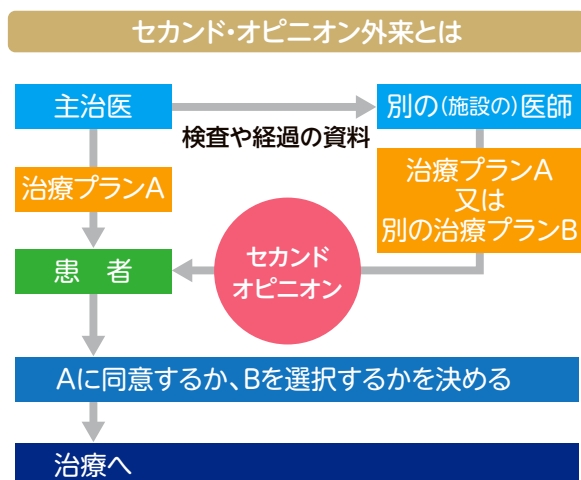 セカンド・オピニオン外来とは
主治医
別の(施設の)医師
検査や経過の資料
治療プランA
治療プランA
又は
別の治療プランB
セカンド
オピニオン
患 者
Aに同意するか、Bを選択するかを決める
治療へ